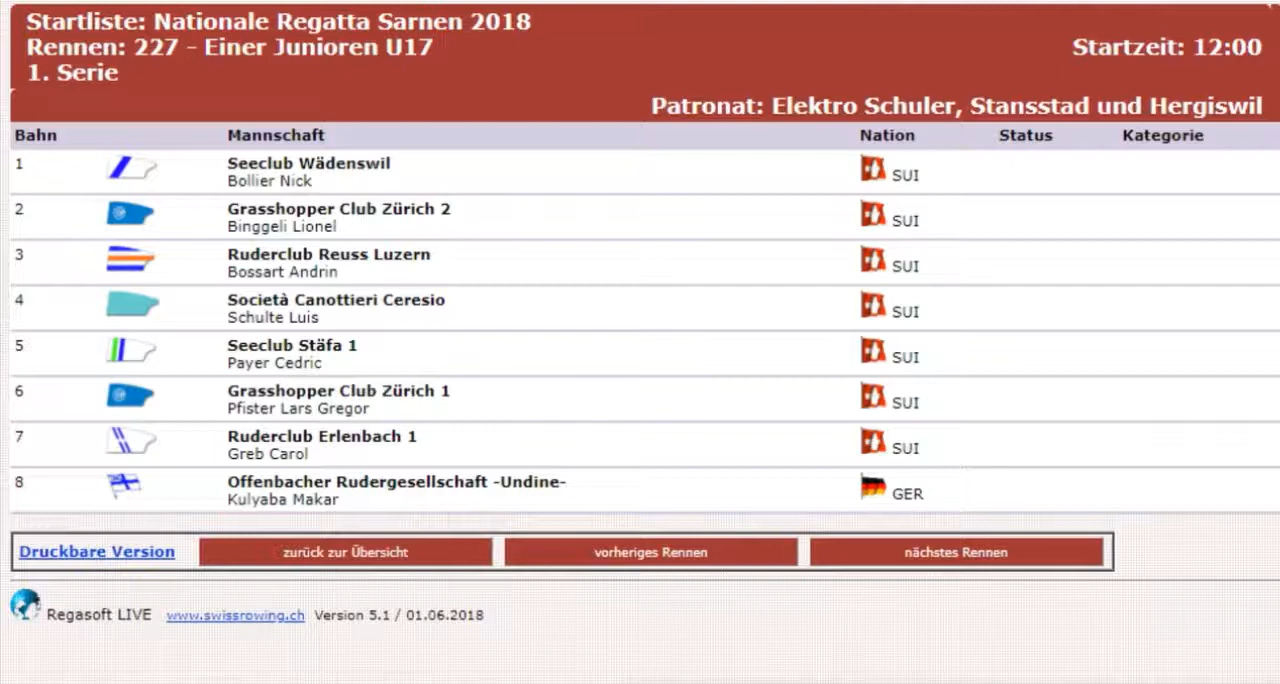 Startliste: Nationale Regatta Sarnen 2018
Rennen: 227 - Einer Junioren U17
Startzeit: 12:00
1. Serie
Patronat: Elektro Schuler, Stansstad und Hergiswil
Bahn Mannschaft Nation Status Kategorie
1 Seeclub Wädenswil
Bollier Nick SUI
2 Grasshopper Club Zürich 2
Binggeli Lionel SUI
3 Ruderclub Reuss Luzern
Bossart Andrin SUI
4 Società Canottieri Ceresio
Schulte Luis SUI
5 Seeclub Stäfa 1
Payer Cedric SUI
6 Grasshopper Club Zürich 1
Pfister Lars Gregor SUI
7 Ruderclub Erlenbach 1
Greb Carol SUI
8 Offenbacher Rudergesellschaft -Undine-
Kulyaba Makar GER
Druckbare Version zurück zur Übersicht vorheriges Rennen nächstes Rennen
Regasoft LIVE www.swissrowing.ch Version 5.1 / 01.06.2018